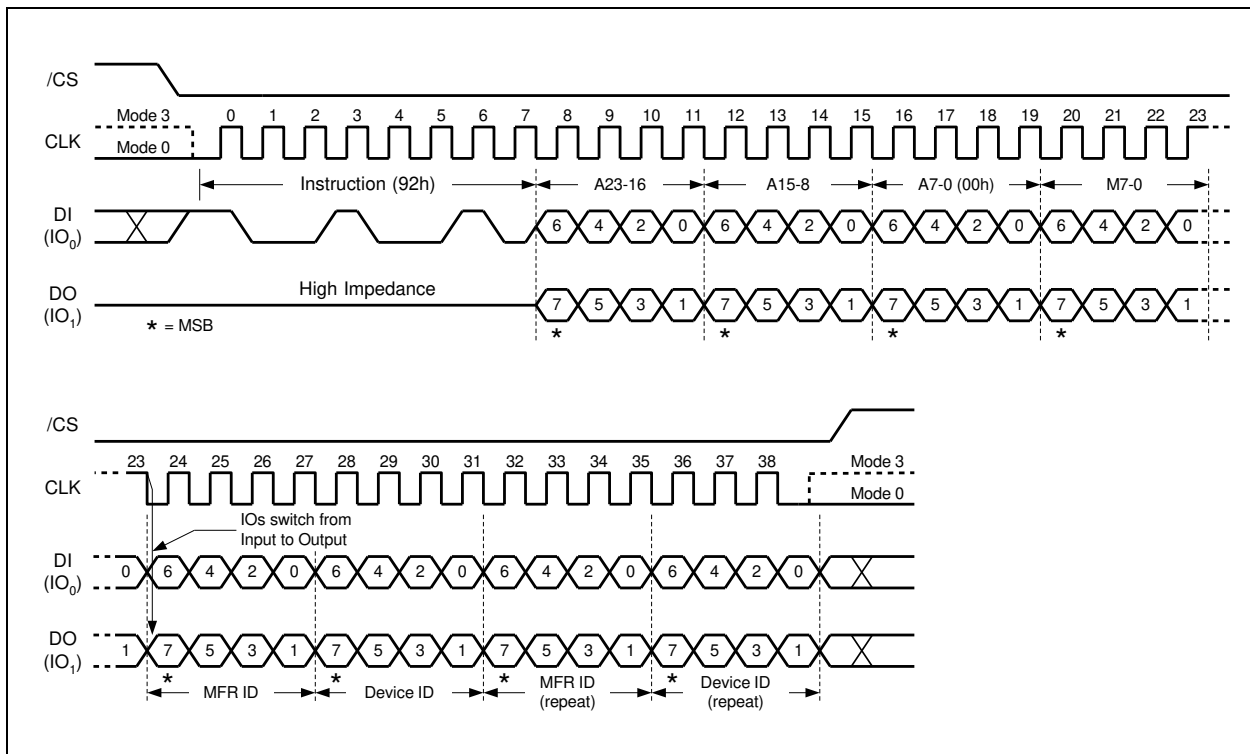 /CS
Mode 3 0 1 2 3 4 5 6 7 8 9 10 11 12 13 14 15 16 17 18 19 20 21 22 23
CLK
Mode 0
Instruction (92h) A23-16 A15-8 A7-0 (00h) M7-0
DI
(IO0)
6 4 2 0 6 4 2 0 6 4 2 0 6 4 2 0
High Impedance
DO
(IO1)
7 5 3 1 7 5 3 1 7 5 3 1 7 5 3 1
* = MSB
* * * *
/CS
23 24 25 26 27 28 29 30 31 32 33 34 35 36 37 38 Mode 3
CLK
Mode 0
IOs switch from
Input to Output
DI
(IO0)
0 6 4 2 0 6 4 2 0 6 4 2 0 6 4 2 0
DO
(IO1)
1 7 5 3 1 7 5 3 1 7 5 3 1 7 5 3 1
* * * *
MFR ID Device ID MFR ID
(repeat)
Device ID
(repeat)